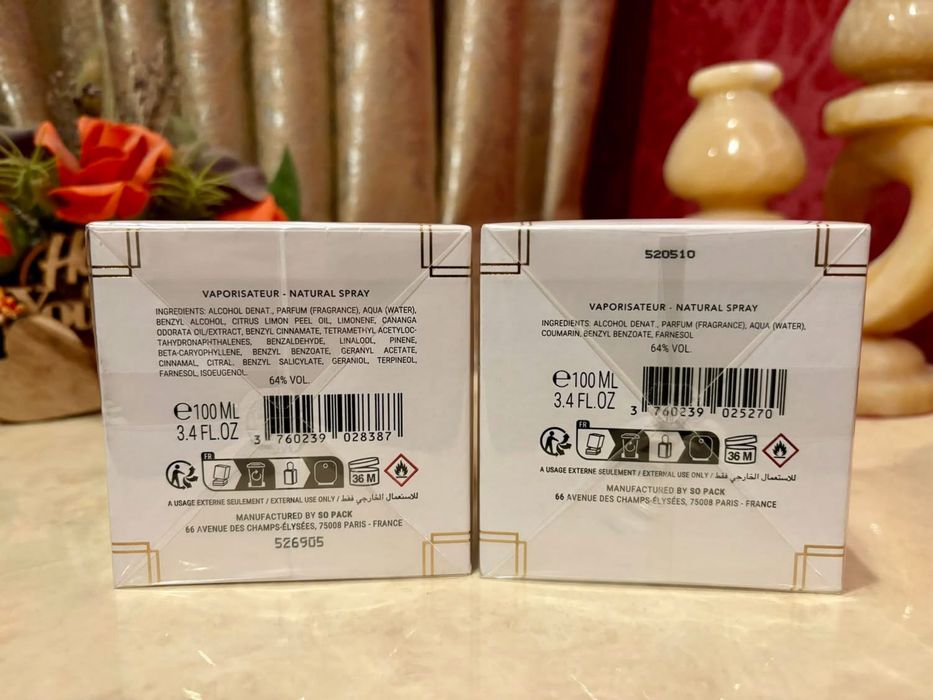 VAPORISATEUR - NATURAL SPRAY
INGREDIENTS: ALCOHOL DENAT., PARFUM (FRAGRANCE), AQUA (WATER),
BENZYL ALCOHOL, CITRUS LIMON PEEL OIL, LIMONENE, CANANGA
ODORATA OIL/EXTRACT, BENZYL CINNAMATE, TETRAMETHYL ACETYLOC-
TAHYDRONAPHTHALENES, BENZALDEHYDE, LINALOOL, PINENE,
BETA-CARYOPHYLLENE, BENZYL BENZOATE, GERANYL ACETATE,
CINNAMAL, CITRAL, BENZYL SALICYLATE, GERANIOL, TERPINEOL,
FARNESOL, ISOEUGENOL.
64% VOL.
℮100 ML
3.4 FL.OZ
3 760239 028387
FR
36 M
A USAGE EXTERNE SEULEMENT / EXTERNAL USE ONLY / للاستعمال الخارجي فقط
MANUFACTURED BY SO PACK
66 AVENUE DES CHAMPS-ÉLYSÉES, 75008 PARIS - FRANCE
526905
520510
VAPORISATEUR - NATURAL SPRAY
INGREDIENTS: ALCOHOL DENAT., PARFUM (FRAGRANCE), AQUA (WATER),
COUMARIN, BENZYL BENZOATE, FARNESOL
64% VOL.
℮100 ML
3.4 FL.OZ
3 760239 025270
FR
36 M
A USAGE EXTERNE SEULEMENT / EXTERNAL USE ONLY / للاستعمال الخارجي فقط
MANUFACTURED BY SO PACK
66 AVENUE DES CHAMPS-ÉLYSÉES, 75008 PARIS - FRANCE